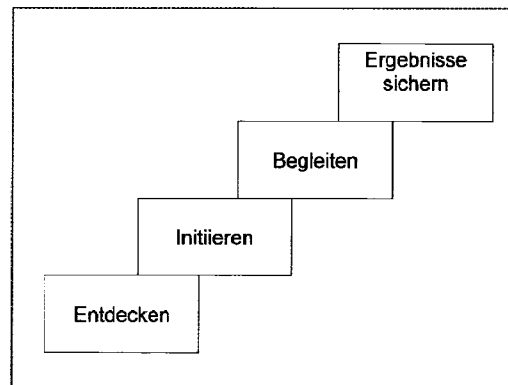 Ergebnisse
sichern
Begleiten
Initiieren
Entdecken